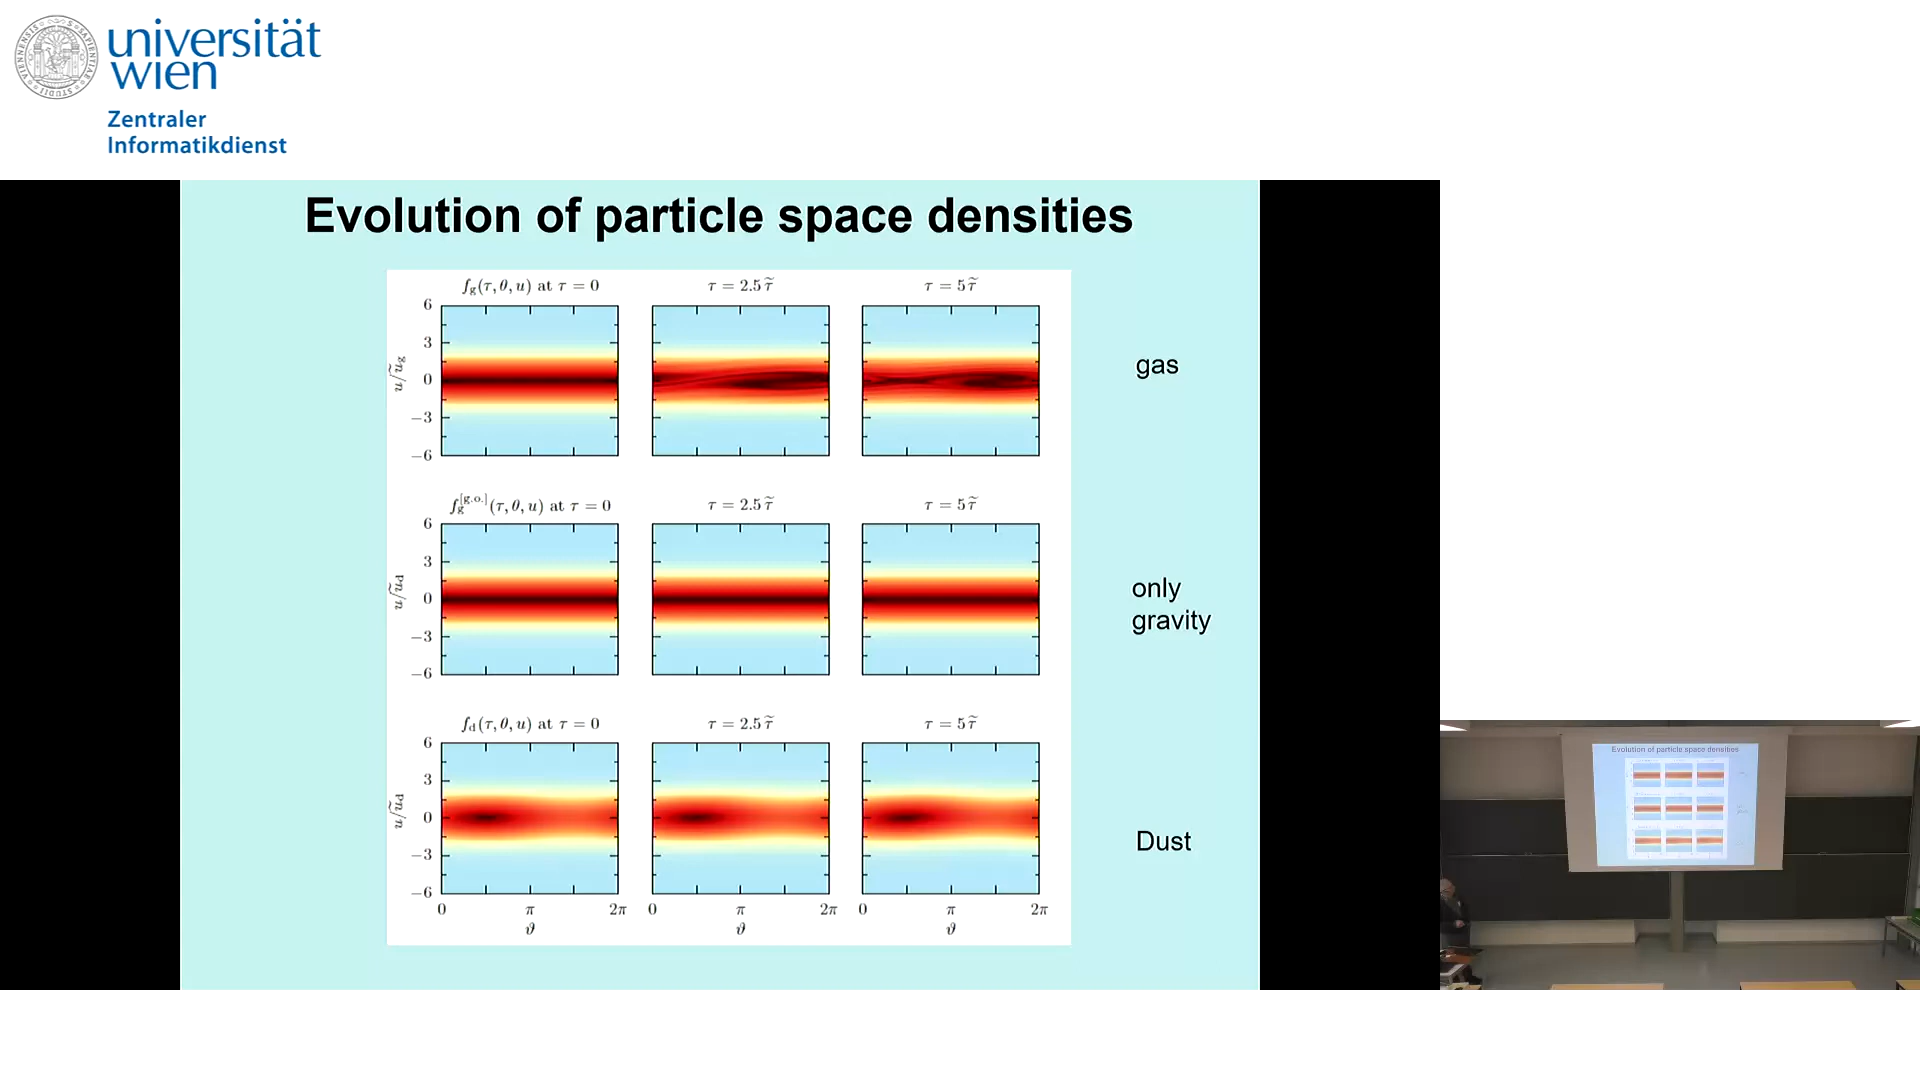 universität
wien
Zentraler
Informatikdienst
Evolution of particle space densities
f_g(τ, θ, u) at τ = 0
τ = 2.5 τ̃
τ = 5 τ̃
6
3
0
−3
−6
u/ũ_g
gas
f_g^[g.o.](τ, θ, u) at τ = 0
τ = 2.5 τ̃
τ = 5 τ̃
6
3
0
−3
−6
u/ũ_d
only
gravity
f_d(τ, θ, u) at τ = 0
τ = 2.5 τ̃
τ = 5 τ̃
6
3
0
−3
−6
u/ũ_d
Dust
0 π 2π 0 π 2π 0 π 2π
ϑ ϑ ϑ
Evolution of particle space densities